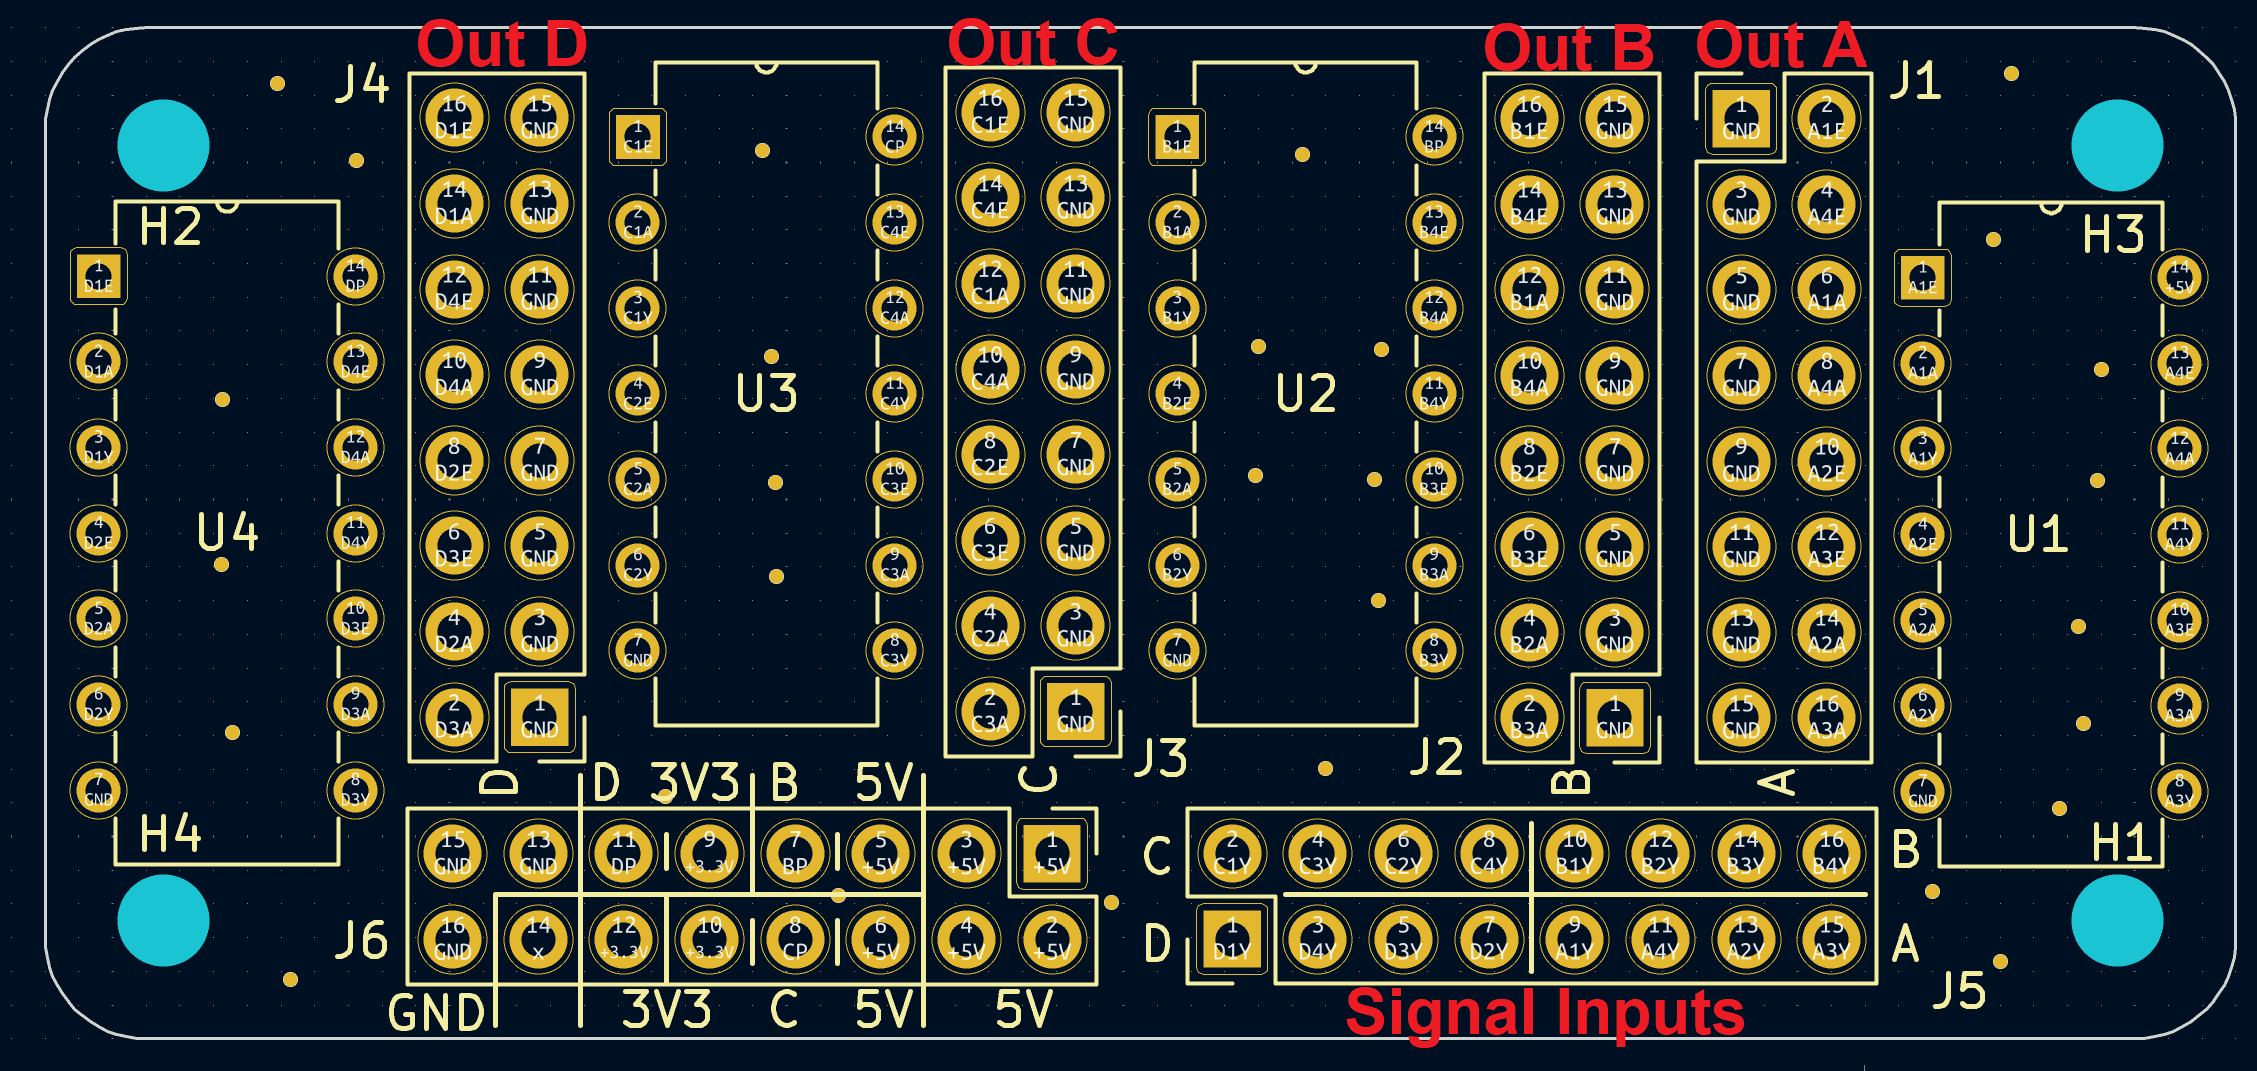 Out D
Out C
Out B
Out A
J4
16 D1E 15 GND
14 D1A 13 GND
12 D4E 11 GND
10 D4A 9 GND
8 D2E 7 GND
6 D3E 5 GND
4 D2A 3 GND
2 D3A 1 GND
D
H2
1 D1E 14 DP
2 D1A 13 D4E
3 D1Y 12 D4A
U4
4 D2E 11 D4Y
5 D2A 10 D3E
6 D2Y 9 D3A
7 GND 8 D3Y
H4
1 C1E 14 CP
2 C1A 13 C4E
3 C1Y 12 C4A
U3
4 C2E 11 C4Y
5 C2A 10 C3E
6 C2Y 9 C3A
7 GND 8 C3Y
16 C1E 15 GND
14 C4E 13 GND
12 C1A 11 GND
10 C4A 9 GND
8 C2E 7 GND
6 C3E 5 GND
4 C2A 3 GND
2 C3A 1 GND
C
J3
1 B1E 14 BP
2 B1A 13 B4E
3 B1Y 12 B4A
U2
4 B2E 11 B4Y
5 B2A 10 B3E
6 B2Y 9 B3A
7 GND 8 B3Y
J2
16 B1E 15 GND
14 B4E 13 GND
12 B1A 11 GND
10 B4A 9 GND
8 B2E 7 GND
6 B3E 5 GND
4 B2A 3 GND
2 B3A 1 GND
B
J1
1 GND 2 A1E
3 GND 4 A4E
5 GND 6 A1A
7 GND 8 A4A
9 GND 10 A2E
11 GND 12 A3E
13 GND 14 A2A
15 GND 16 A3A
A
H3
1 A1E 14 +5V
2 A1A 13 A4E
3 A1Y 12 A4A
U1
4 A2E 11 A4Y
5 A2A 10 A3E
6 A2Y 9 A3A
7 GND 8 A3Y
H1
D 3V3 B 5V
15 GND 13 GND 11 DP 9 +3.3V 7 BP 5 +5V 3 +5V 1 +5V
J6
16 GND 14 x 12 +3.3V 10 +3.3V 8 CP 6 +5V 4 +5V 2 +5V
GND 3V3 C 5V 5V
C 2 C1Y 4 C3Y 6 C2Y 8 C4Y 10 B1Y 12 B2Y 14 B3Y 16 B4Y B
D 1 D1Y 3 D4Y 5 D3Y 7 D2Y 9 A1Y 11 A4Y 13 A2Y 15 A3Y A
J5
Signal Inputs